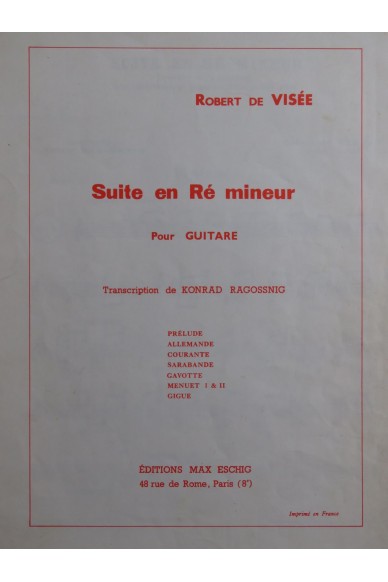 ROBERT DE VISÉE
Suite en Ré mineur
Pour GUITARE
Transcription de KONRAD RAGOSSNIG
PRÉLUDE
ALLEMANDE
COURANTE
SARABANDE
GAVOTTE
MENUET I & II
GIGUE
ÉDITIONS MAX ESCHIG
48 rue de Rome, Paris (8e)
Imprimé en France